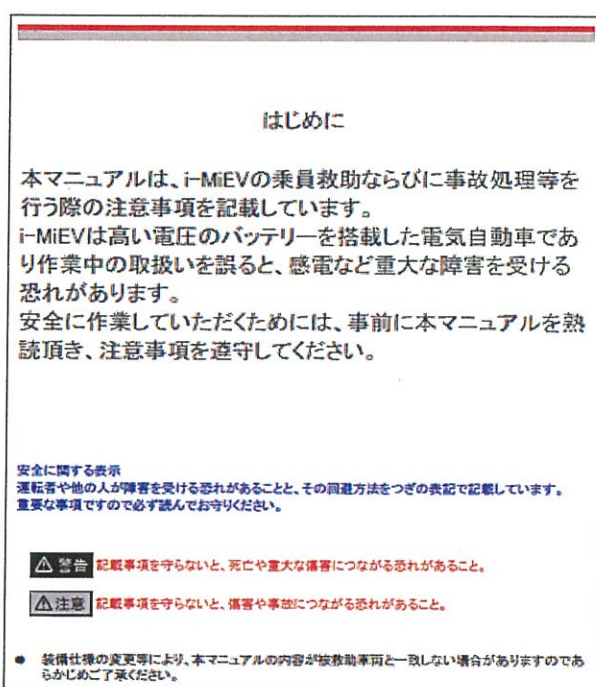 はじめに
本マニュアルは、i-MiEVの乗員救助ならびに事故処理等を
行う際の注意事項を記載しています。
i-MiEVは高い電圧のバッテリーを搭載した電気自動車であ
り作業中の取扱いを誤ると、感電など重大な障害を受ける
恐れがあります。
安全に作業していただくためには、事前に本マニュアルを熟
読頂き、注意事項を遵守してください。
安全に関する表示
運転者や他の人が障害を受ける恐れがあることと、その回避方法をつぎの表記で記載しています。
重要な事項ですので必ず読んでお守りください。
⚠ 警告 記載事項を守らないと、死亡や重大な傷害につながる恐れがあること。
⚠ 注意 記載事項を守らないと、傷害や事故につながる恐れがあること。
● 装備仕様の変更等により、本マニュアルの内容が被救助車両と一致しない場合がありますのであ
らかじめご了承ください。